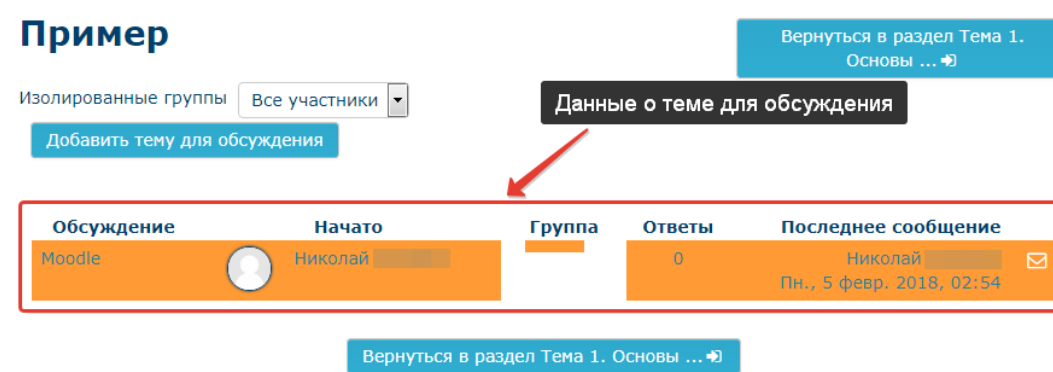 Пример
Вернуться в раздел Тема 1.
Основы ...
Изолированные группы Все участники
Данные о теме для обсуждения
Добавить тему для обсуждения
Обсуждение Начато Группа Ответы Последнее сообщение
Moodle Николай 0 Николай
Пн., 5 февр. 2018, 02:54
Вернуться в раздел Тема 1. Основы ...